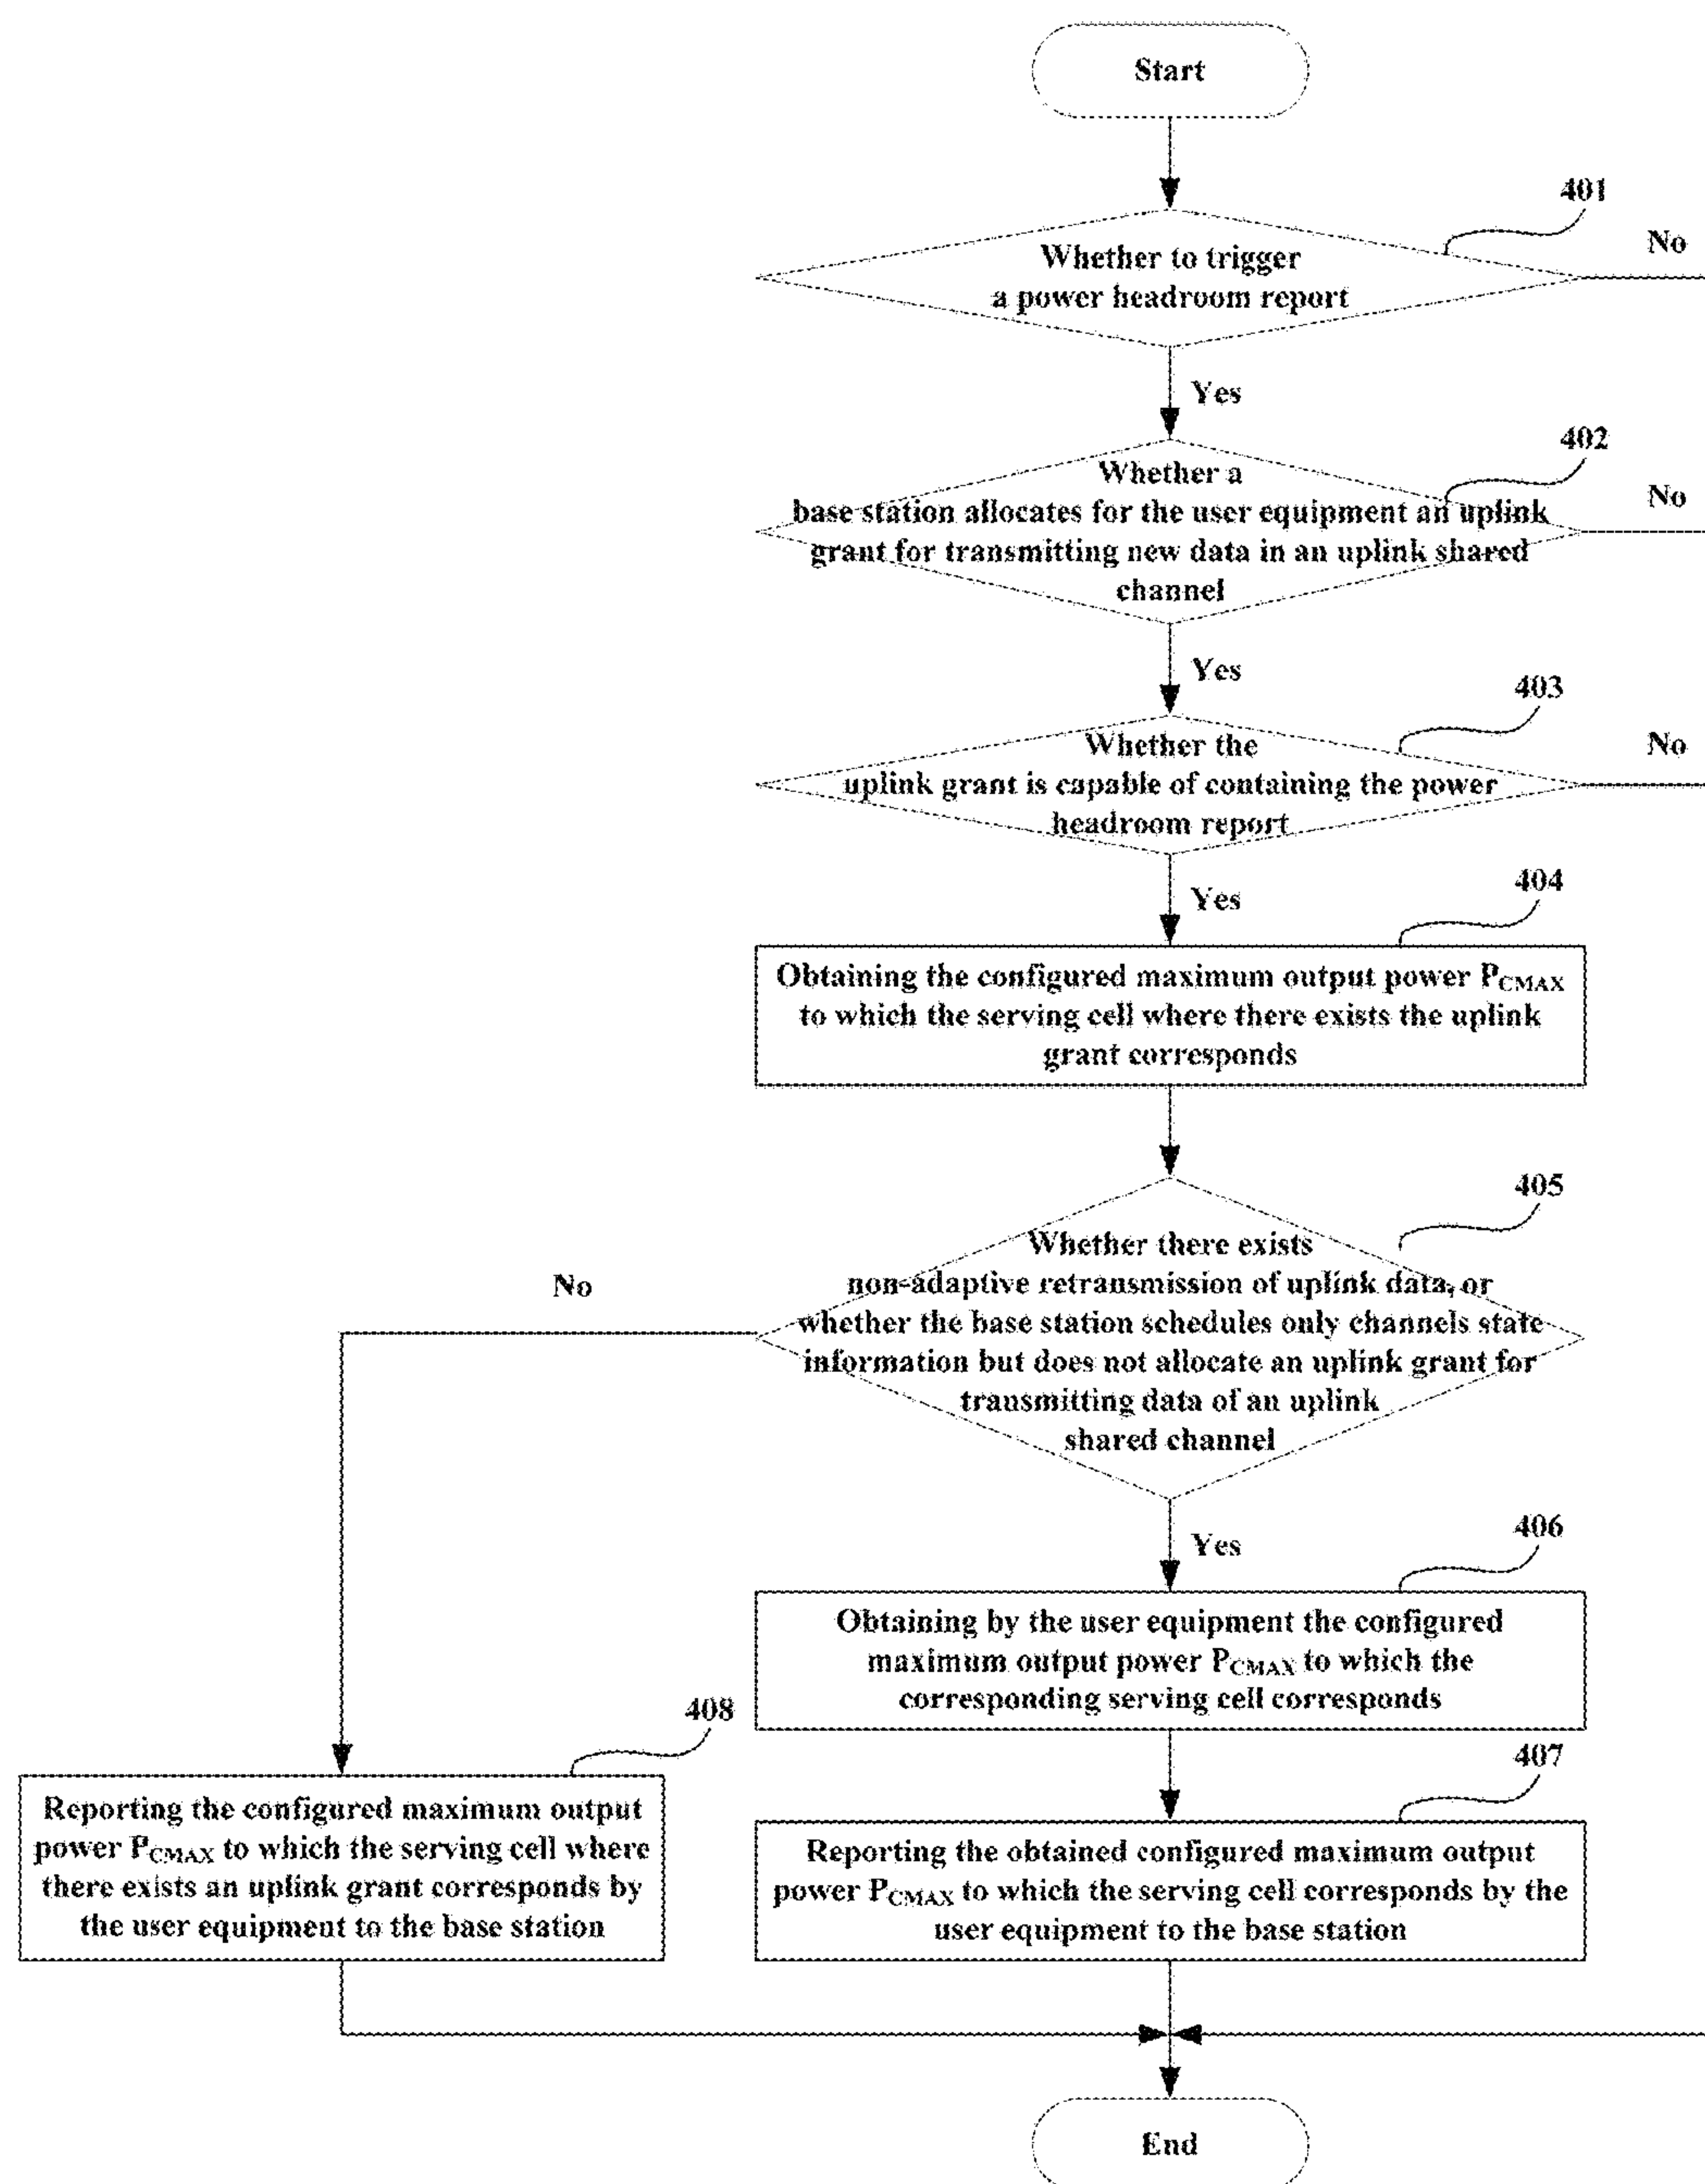 Start
401
No
Whether to trigger
a power headroom report
Yes
402
Whether a
No
base station allocates for the user equipment an uplink
grant for transmitting new data in an uplink shared
channel
Yes
403
Whether the
No
uplink grant is capable of containing the power
headroom report
404
Yes
Obtaining the configured maximum output power PCMAX
to which the serving cell where there exists the uplink
grant corresponds
405
Whether there exists
No
non-adaptive retransmission of uplink data, or
whether the base station schedules only channels state
information but does not allocate an uplink grant for
transmitting data of an uplink
shared channel
406
Yes
Obtaining by the user equipment the configured
maximum output power PCMAX to which the
corresponding serving cell corresponds
408
407
Reporting the configured maximum output
power PCMAX to which the serving cell where
there exists an uplink grant corresponds by
the user equipment to the base station
Reporting the obtained configured maximum output
power PCMAX to which the serving cell corresponds by the
user equipment to the base station
End